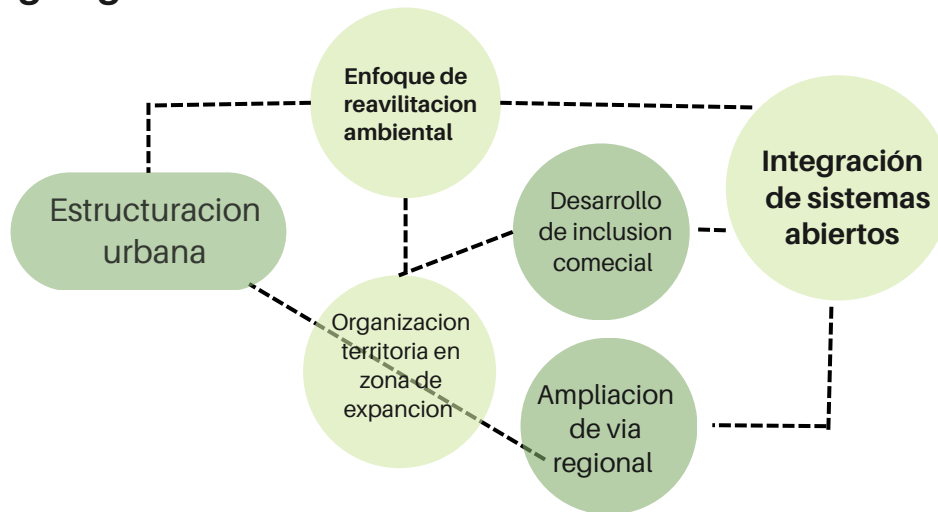 Enfoque de
reavilitacion
ambiental
Integración
de sistemas
abiertos
Estructuracion
urbana
Desarrollo
de inclusion
comecial
Organizacion
territoria en
zona de
expancion
Ampliacion
de via
regional